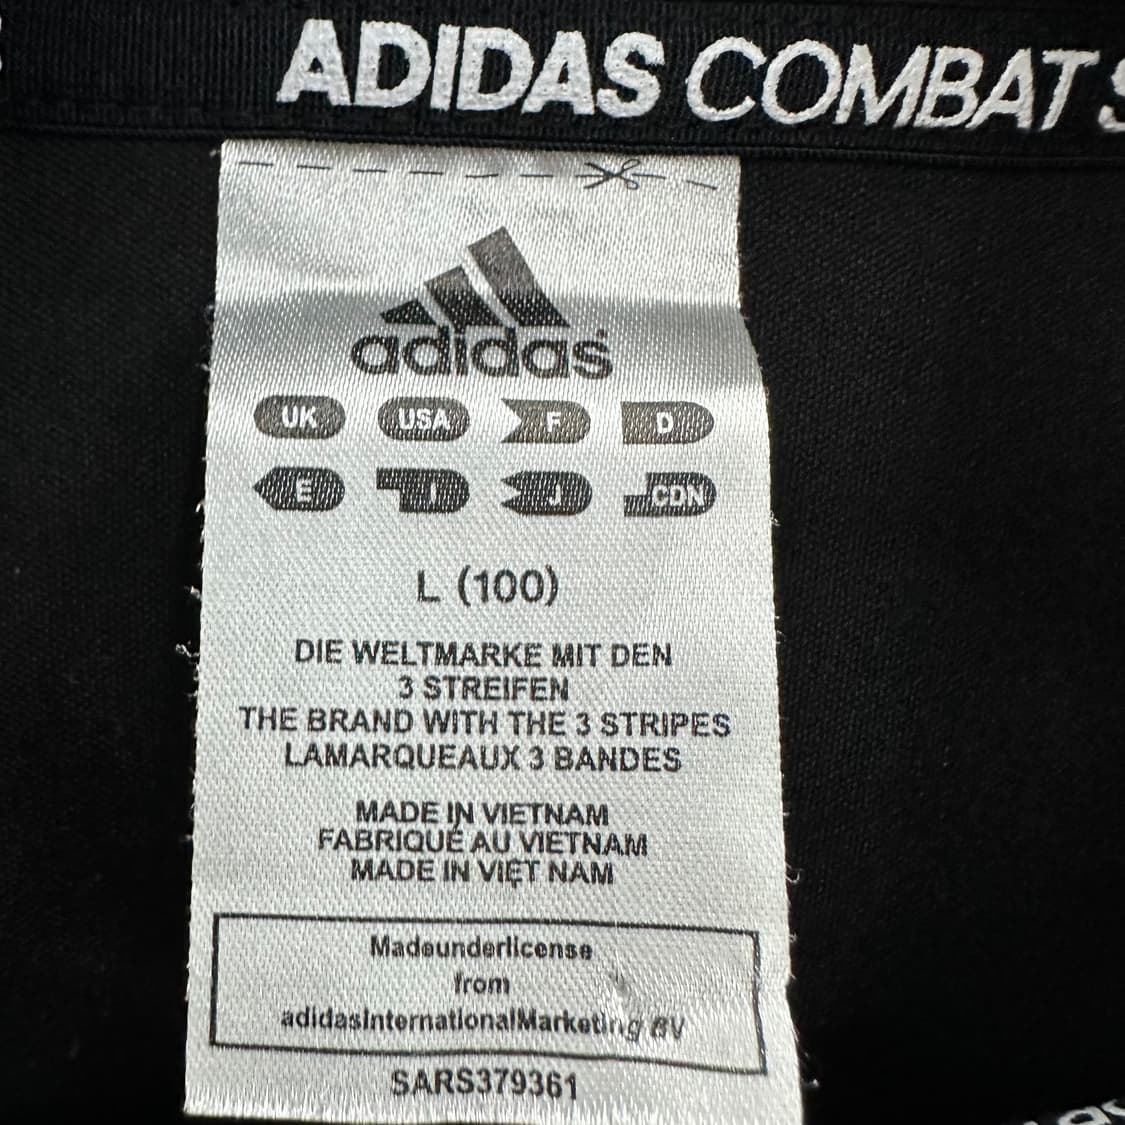 ADIDAS COMBAT S
adidas
UK USA F D
E I J CDN
L (100)
DIE WELTMARKE MIT DEN
3 STREIFEN
THE BRAND WITH THE 3 STRIPES
LAMARQUEAUX 3 BANDES
MADE IN VIETNAM
FABRIQUÉ AU VIETNAM
MADE IN VIỆT NAM
Madeunderlicense
from
adidasInternationalMarketing BV
SARS379361